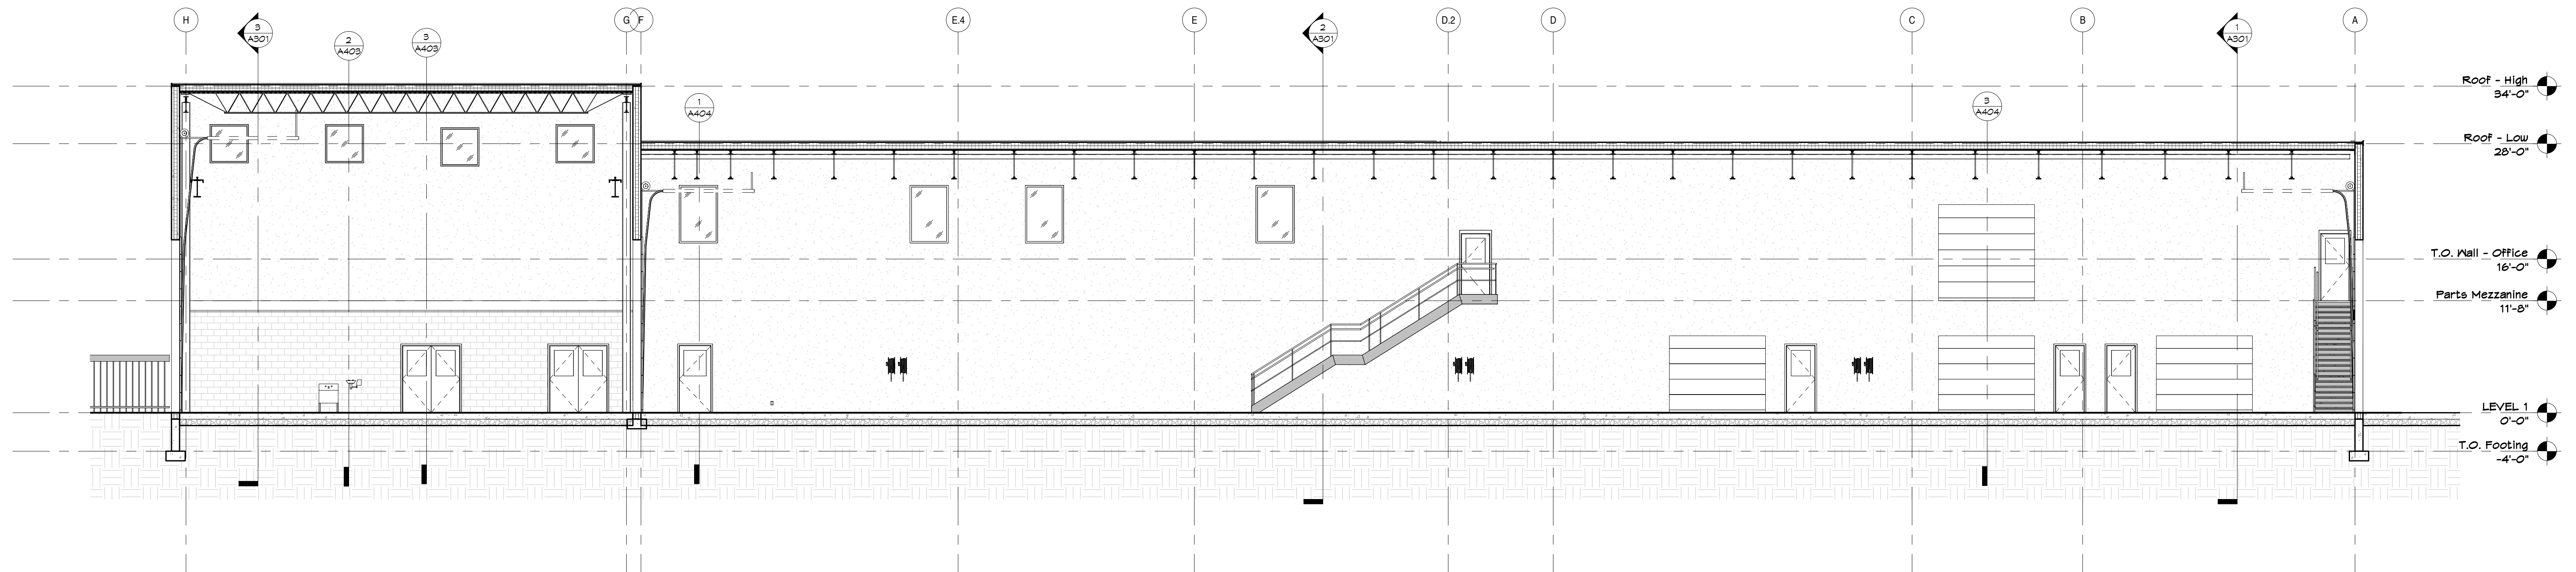 H
3
A301
2
A403
3
A403
G
F
E.4
E
2
A301
D.2
D
C
B
1
A301
A
1
A404
3
A404
Roof - High
34'-0"
Roof - Low
28'-0"
T.O. Wall - Office
16'-0"
Parts Mezzanine
11'-8"
LEVEL 1
0'-0"
T.O. Footing
-4'-0"